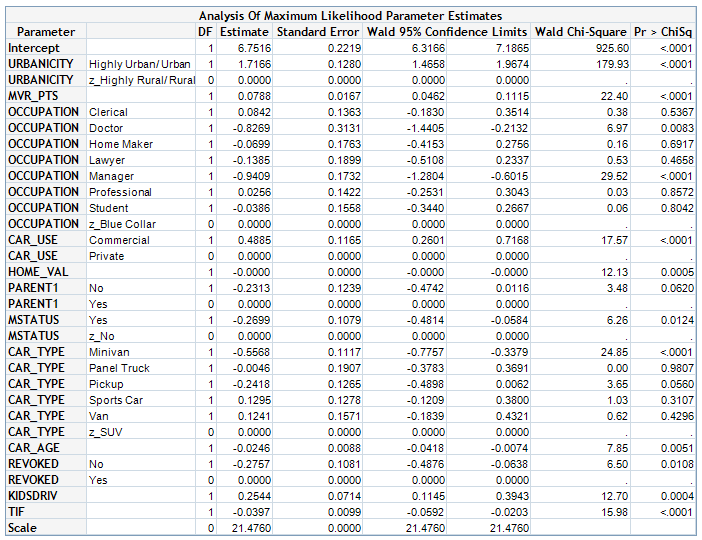 Analysis Of Maximum Likelihood Parameter Estimates
Parameter DF Estimate Standard Error Wald 95% Confidence Limits Wald Chi-Square Pr > ChiSq
Intercept 1 6.7516 0.2219 6.3166 7.1865 925.60 <.0001
URBANICITY Highly Urban/ Urban 1 1.7166 0.1280 1.4658 1.9674 179.93 <.0001
URBANICITY z_Highly Rural/ Rural 0 0.0000 0.0000 0.0000 0.0000 . .
MVR_PTS 1 0.0788 0.0167 0.0462 0.1115 22.40 <.0001
OCCUPATION Clerical 1 0.0842 0.1363 -0.1830 0.3514 0.38 0.5367
OCCUPATION Doctor 1 -0.8269 0.3131 -1.4405 -0.2132 6.97 0.0083
OCCUPATION Home Maker 1 -0.0699 0.1763 -0.4153 0.2756 0.16 0.6917
OCCUPATION Lawyer 1 -0.1385 0.1899 -0.5108 0.2337 0.53 0.4658
OCCUPATION Manager 1 -0.9409 0.1732 -1.2804 -0.6015 29.52 <.0001
OCCUPATION Professional 1 0.0256 0.1422 -0.2531 0.3043 0.03 0.8572
OCCUPATION Student 1 -0.0386 0.1558 -0.3440 0.2667 0.06 0.8042
OCCUPATION z_Blue Collar 0 0.0000 0.0000 0.0000 0.0000 . .
CAR_USE Commercial 1 0.4885 0.1165 0.2601 0.7168 17.57 <.0001
CAR_USE Private 0 0.0000 0.0000 0.0000 0.0000 . .
HOME_VAL 1 -0.0000 0.0000 -0.0000 -0.0000 12.13 0.0005
PARENT1 No 1 -0.2313 0.1239 -0.4742 0.0116 3.48 0.0620
PARENT1 Yes 0 0.0000 0.0000 0.0000 0.0000 . .
MSTATUS Yes 1 -0.2699 0.1079 -0.4814 -0.0584 6.26 0.0124
MSTATUS z_No 0 0.0000 0.0000 0.0000 0.0000 . .
CAR_TYPE Minivan 1 -0.5568 0.1117 -0.7757 -0.3379 24.85 <.0001
CAR_TYPE Panel Truck 1 -0.0046 0.1907 -0.3783 0.3691 0.00 0.9807
CAR_TYPE Pickup 1 -0.2418 0.1265 -0.4898 0.0062 3.65 0.0560
CAR_TYPE Sports Car 1 0.1295 0.1278 -0.1209 0.3800 1.03 0.3107
CAR_TYPE Van 1 0.1241 0.1571 -0.1839 0.4321 0.62 0.4296
CAR_TYPE z_SUV 0 0.0000 0.0000 0.0000 0.0000 . .
CAR_AGE 1 -0.0246 0.0088 -0.0418 -0.0074 7.85 0.0051
REVOKED No 1 -0.2757 0.1081 -0.4876 -0.0638 6.50 0.0108
REVOKED Yes 0 0.0000 0.0000 0.0000 0.0000 . .
KIDSDRIV 1 0.2544 0.0714 0.1145 0.3943 12.70 0.0004
TIF 1 -0.0397 0.0099 -0.0592 -0.0203 15.98 <.0001
Scale 0 21.4760 0.0000 21.4760 21.4760